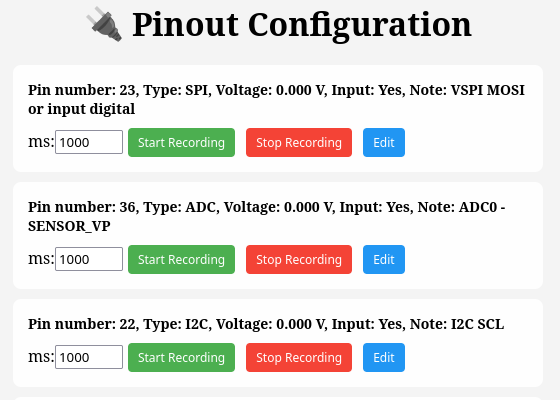 🔌 Pinout Configuration
Pin number: 23, Type: SPI, Voltage: 0.000 V, Input: Yes, Note: VSPI MOSI
or input digital
ms: 1000 Start Recording Stop Recording Edit
Pin number: 36, Type: ADC, Voltage: 0.000 V, Input: Yes, Note: ADC0 -
SENSOR_VP
ms: 1000 Start Recording Stop Recording Edit
Pin number: 22, Type: I2C, Voltage: 0.000 V, Input: Yes, Note: I2C SCL
ms: 1000 Start Recording Stop Recording Edit